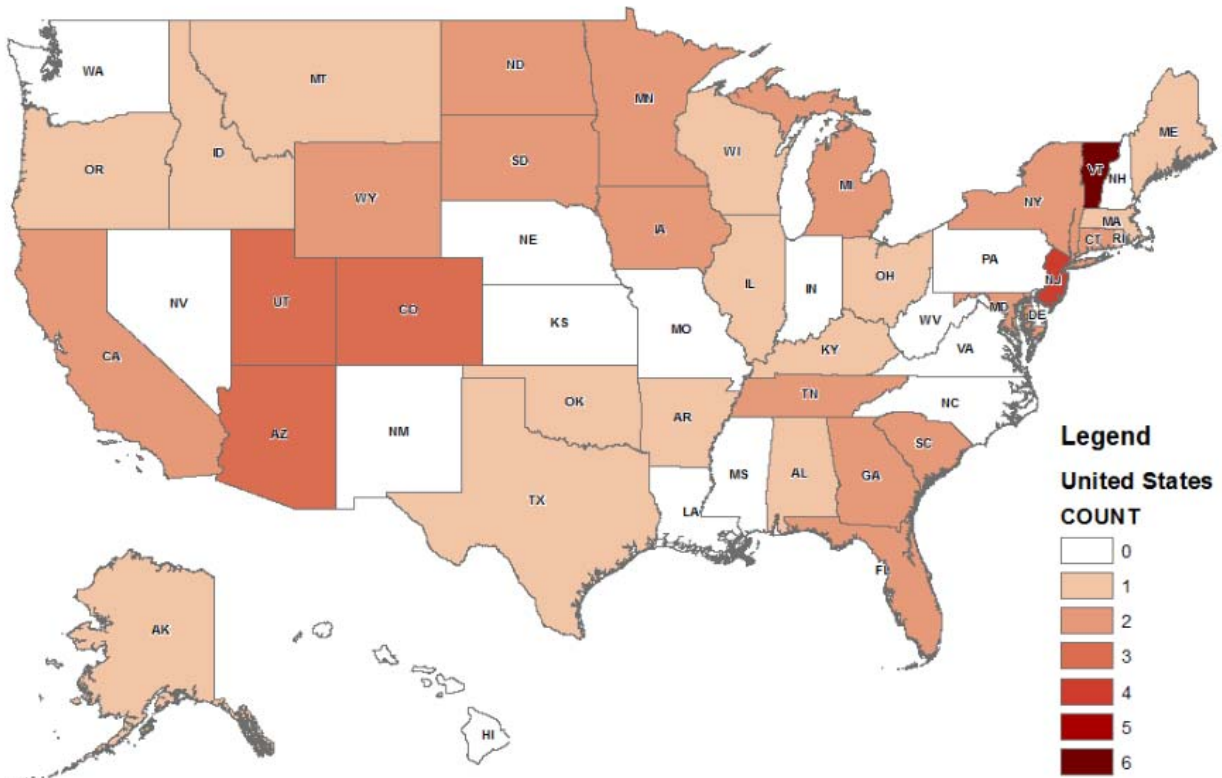 WA
MT
ND
MN
ME
OR
ID
SD
WI
VT
NH
WY
MI
NY
MA
IA
CT
RI
NE
PA
NJ
NV
UT
CO
IL
IN
OH
MD
DE
KS
MO
WV
VA
CA
KY
AZ
NM
OK
AR
TN
NC
SC
MS
AL
GA
TX
LA
FL
AK
HI
Legend
United States
COUNT
0
1
2
3
4
5
6